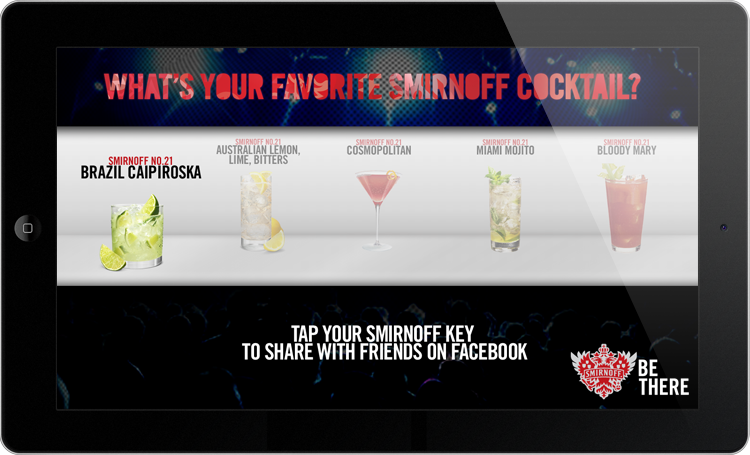 WHAT'S YOUR FAVORITE SMIRNOFF COCKTAIL?
SMIRNOFF NO.21
BRAZIL CAIPIROSKA
SMIRNOFF NO.21
AUSTRALIAN LEMON,
LIME, BITTERS
SMIRNOFF NO.21
COSMOPOLITAN
SMIRNOFF NO.21
MIAMI MOJITO
SMIRNOFF NO.21
BLOODY MARY
TAP YOUR SMIRNOFF KEY
TO SHARE WITH FRIENDS ON FACEBOOK
SMIRNOFF
BE
THERE